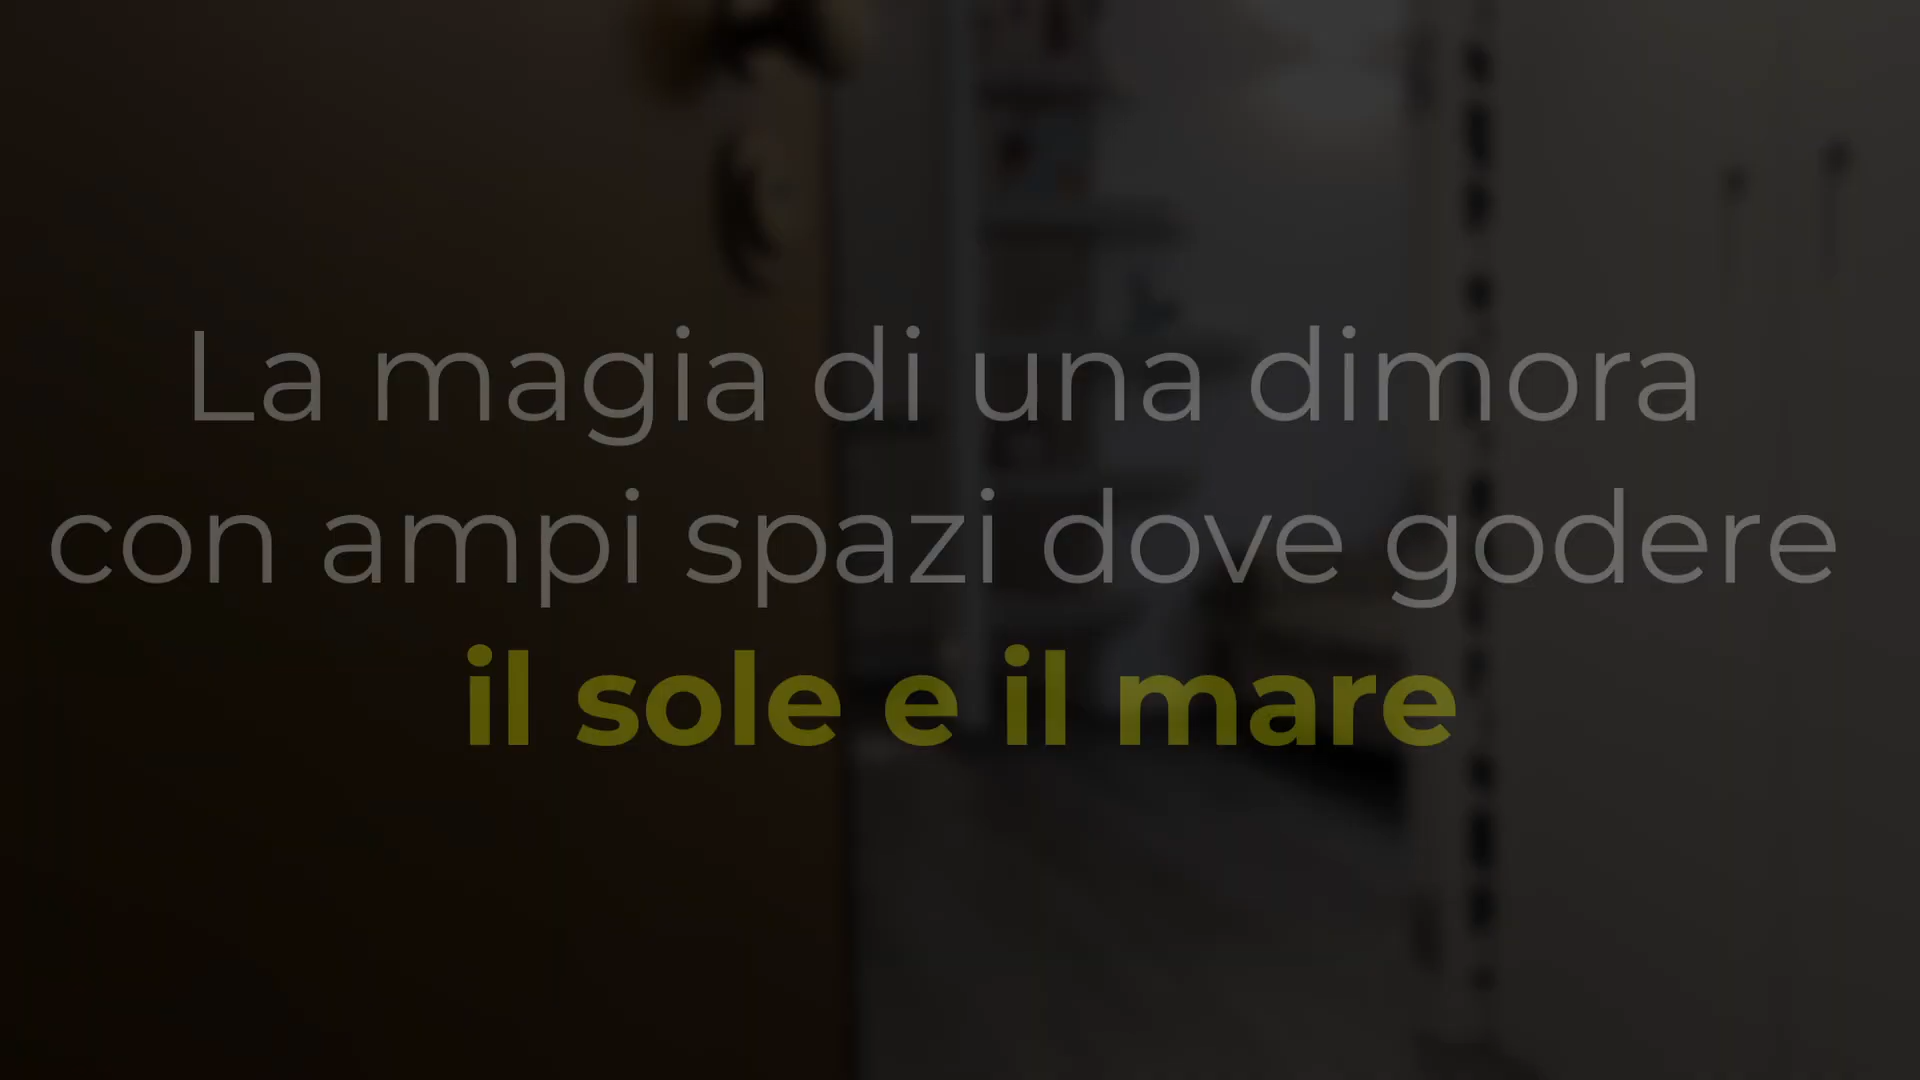 La magia di una dimora
con ampi spazi dove godere
il sole e il mare